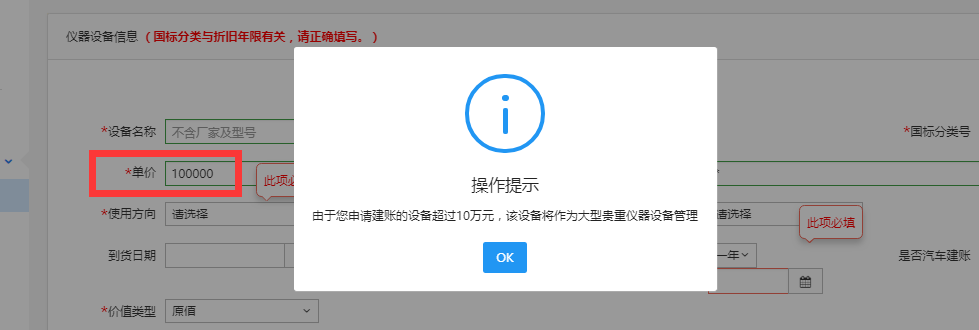 仪器设备信息（国标分类与折旧年限有关，请正确填写。）
*设备名称 不含厂家及型号
*国标分类号
*单价 100000
此项必
操作提示
由于您申请建账的设备超过10万元，该设备将作为大型贵重仪器设备管理
*使用方向 请选择
请选择
此项必填
OK
到货日期
一年
是否汽车建账
*价值类型 原值